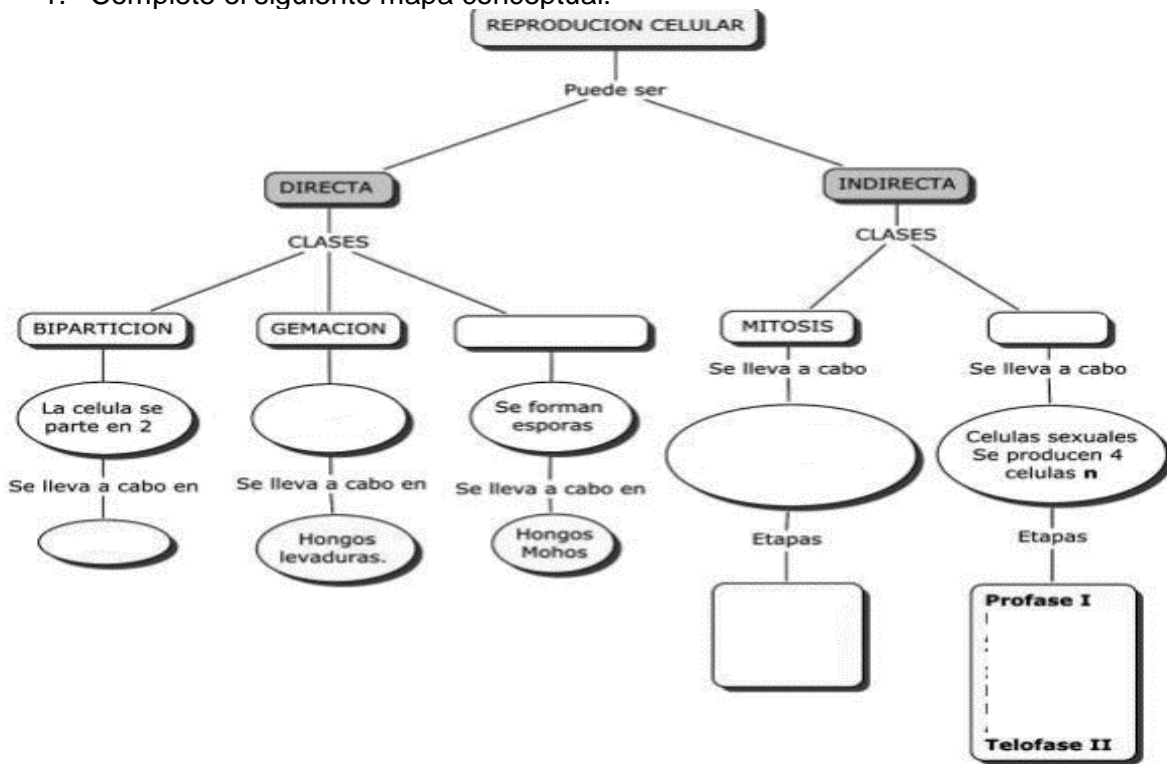 1. Complete el siguiente mapa conceptual.
REPRODUCION CELULAR
Puede ser
DIRECTA
INDIRECTA
CLASES
CLASES
BIPARTICION
GEMACION
MITOSIS
Se lleva a cabo
Se lleva a cabo
La celula se
parte en 2
Se forman
esporas
Celulas sexuales
Se producen 4
celulas n
Se lleva a cabo en
Se lleva a cabo en
Se lleva a cabo en
Hongos
levaduras.
Hongos
Mohos
Etapas
Etapas
Profase I
Telofase II